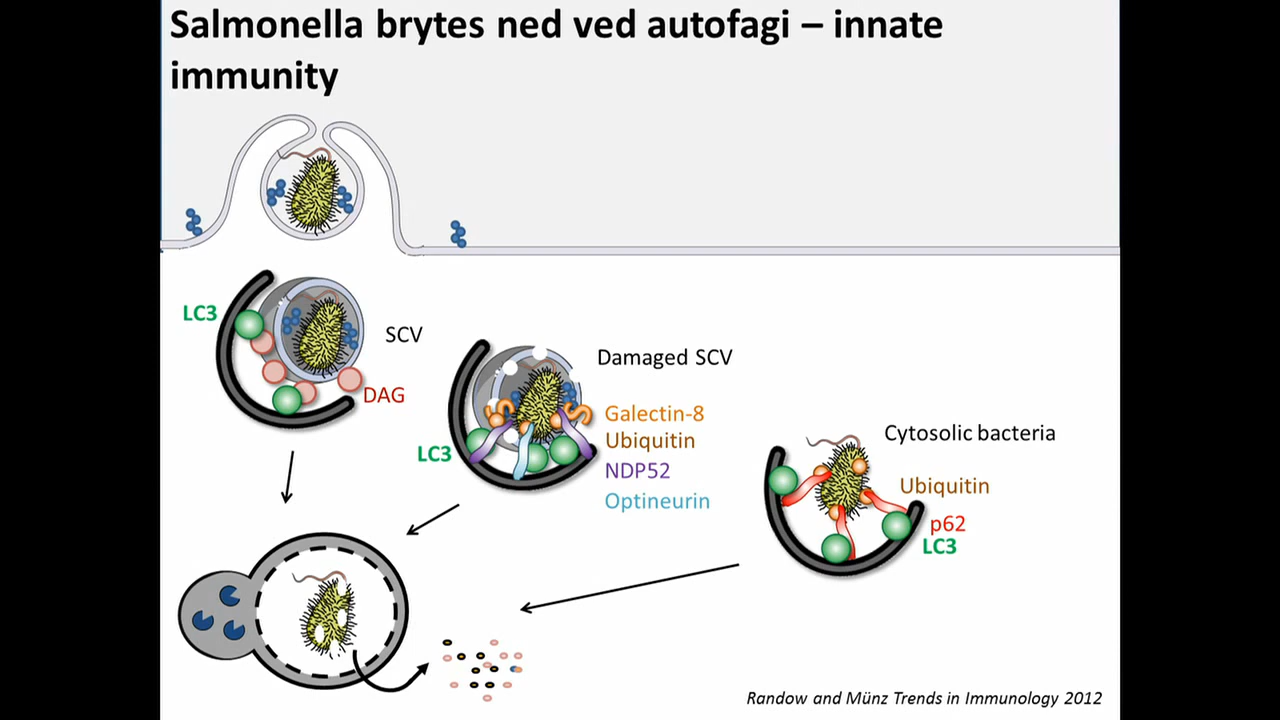 Salmonella brytes ned ved autofagi – innate
immunity
LC3
SCV
DAG
Damaged SCV
Galectin-8
Ubiquitin
LC3
NDP52
Optineurin
Cytosolic bacteria
Ubiquitin
p62
LC3
Randow and Münz Trends in Immunology 2012